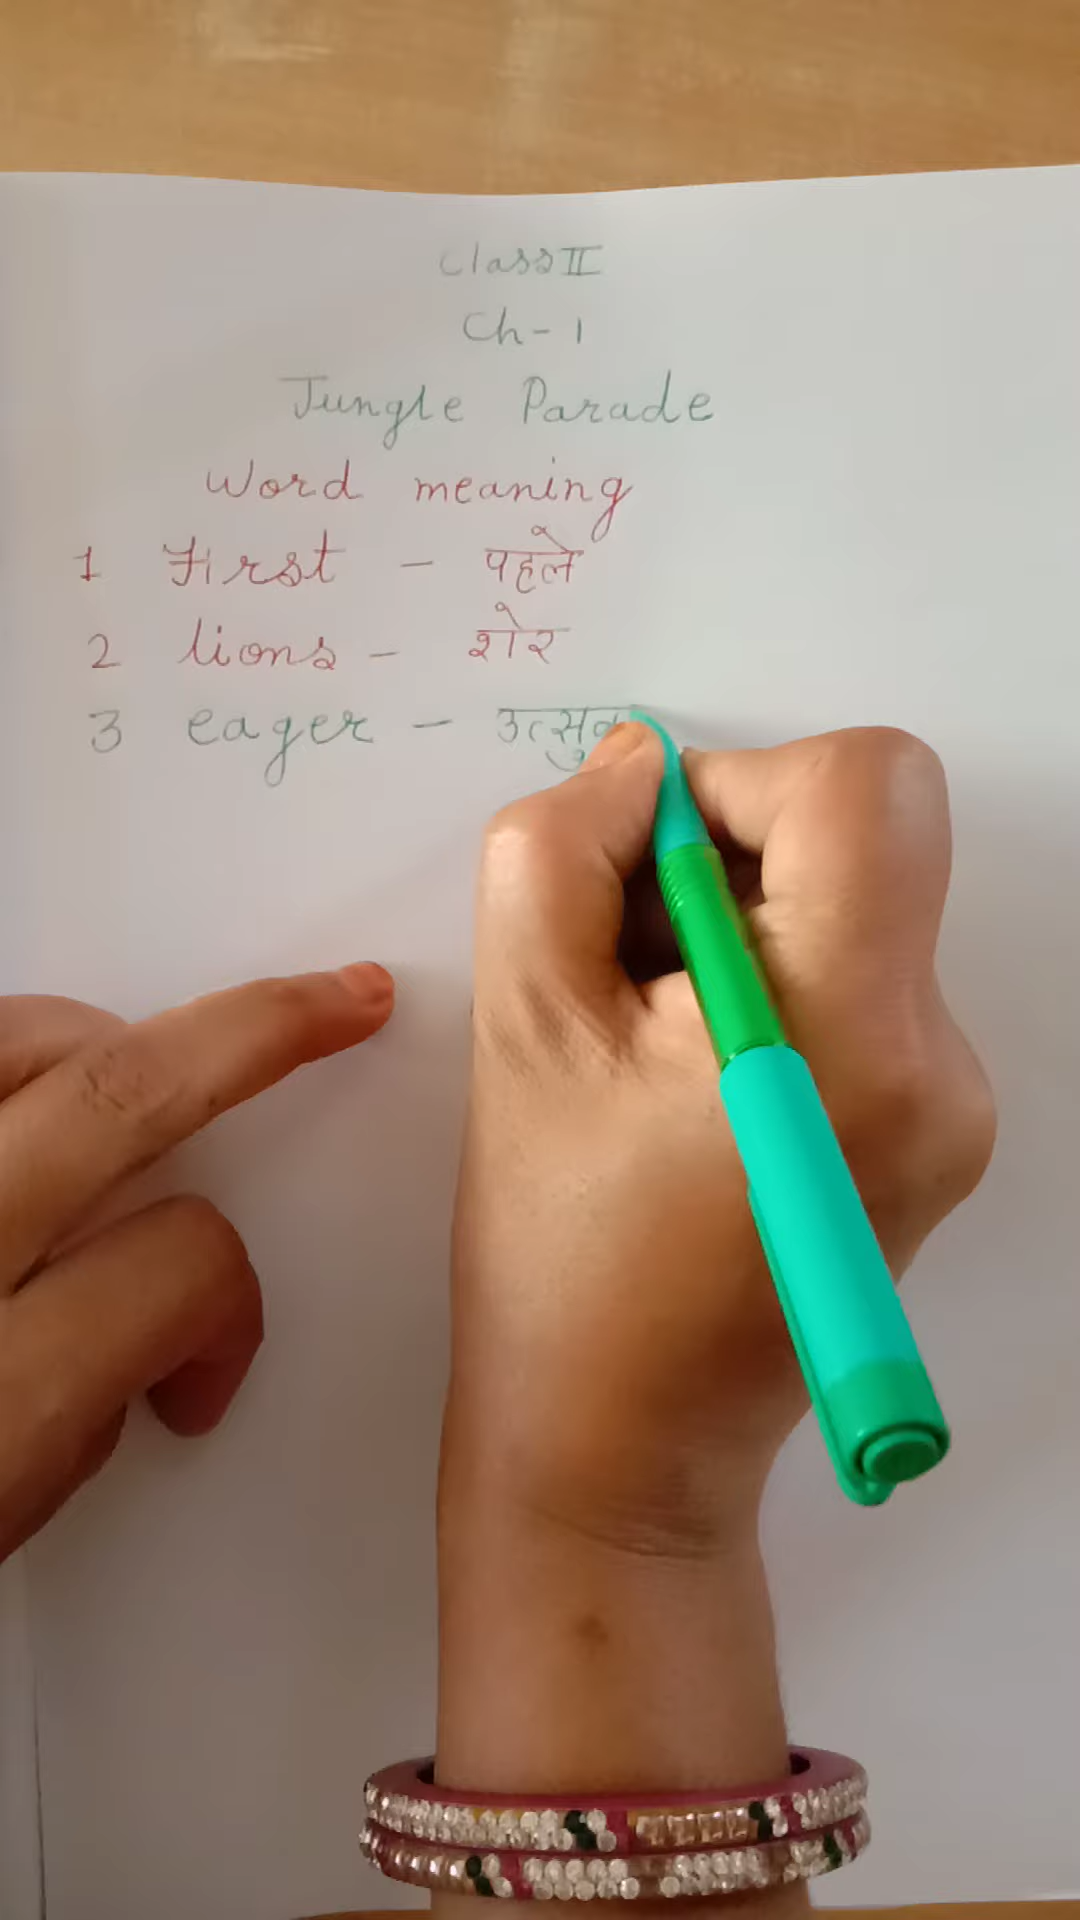 Class II
Ch-1
Jungle Parade
Word meaning
1 First - पहले
2 lions - शेर
3 eager - उत्सुक